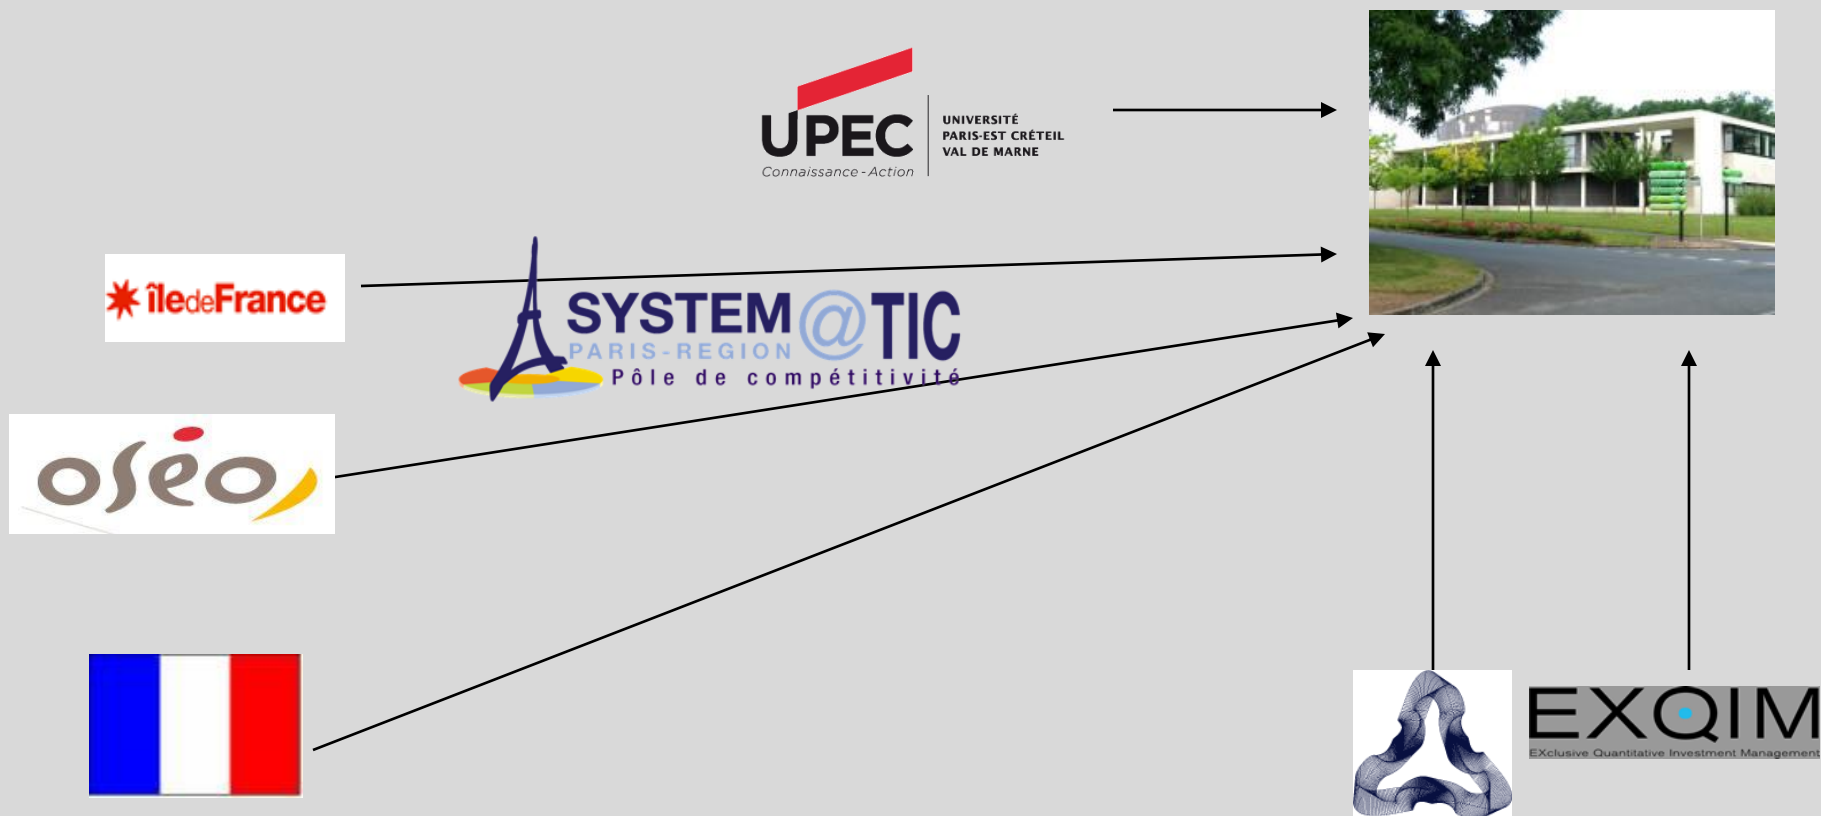 UPEC
Connaissance - Action
UNIVERSITÉ
PARIS-EST CRÉTEIL
VAL DE MARNE
îledeFrance
SYSTEM@TIC
PARIS-REGION
Pôle de compétitivité
oséo
EXQIM
EXclusive Quantitative Investment Management